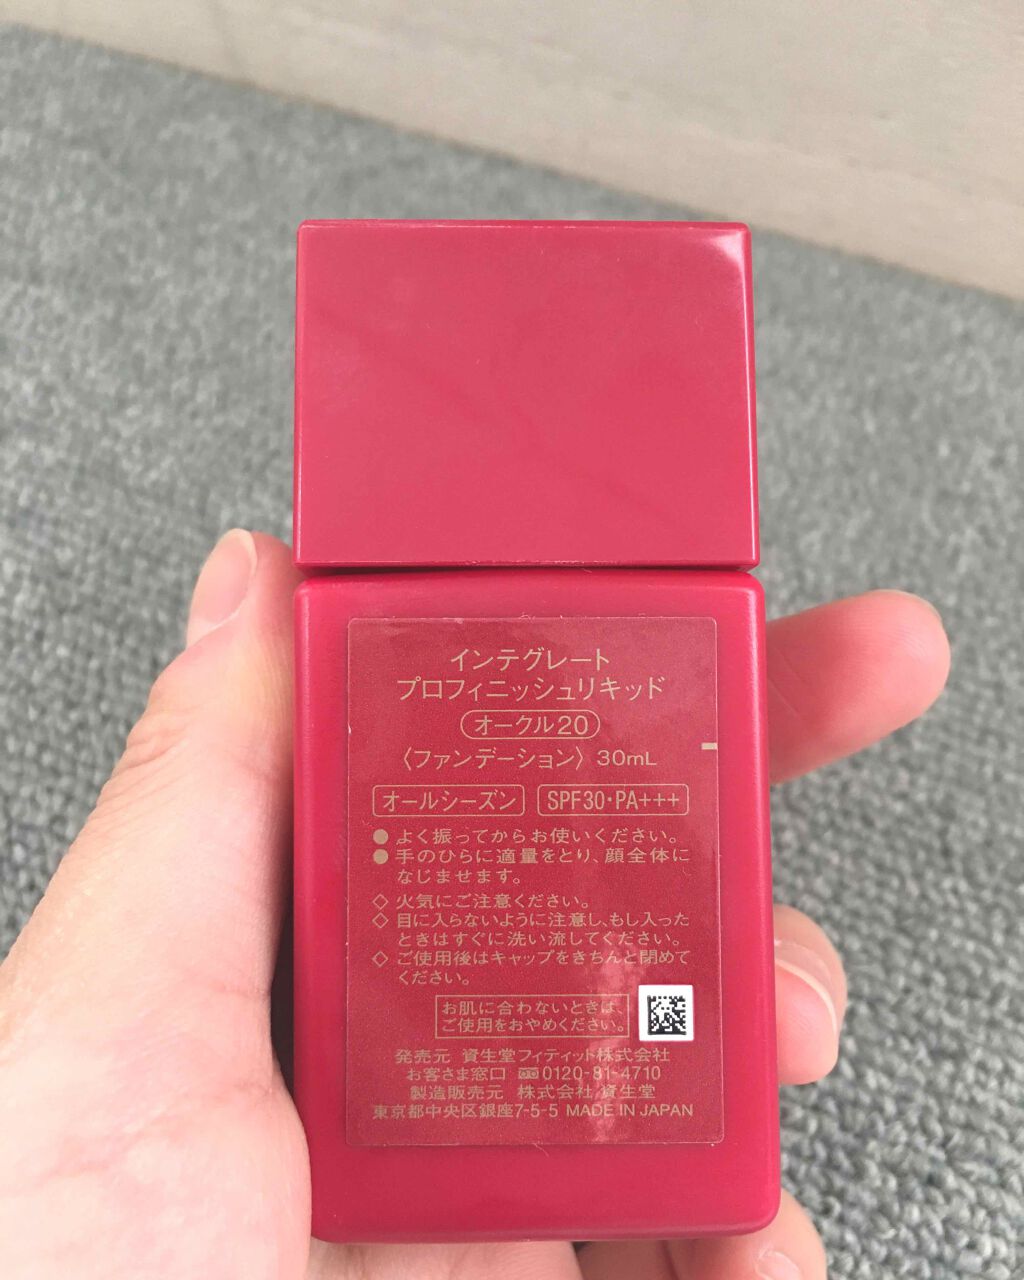 インテグレート
プロフィニッシュリキッド
オークル20
〈ファンデーション〉 30mL
オールシーズン SPF30・PA+++
● よく振ってからお使いください。
● 手のひらに適量をとり、顔全体に
なじませます。
◇ 火気にご注意ください。
◇ 目に入らないように注意し、もし入った
ときはすぐに洗い流してください。
◇ ご使用後はキャップをきちんと閉めて
ください。
お肌に合わないときは、
ご使用をおやめください。
発売元 資生堂フィティット株式会社
お客さま窓口 0120-81-4710
製造販売元 株式会社 資生堂
東京都中央区銀座7-5-5 MADE IN JAPAN